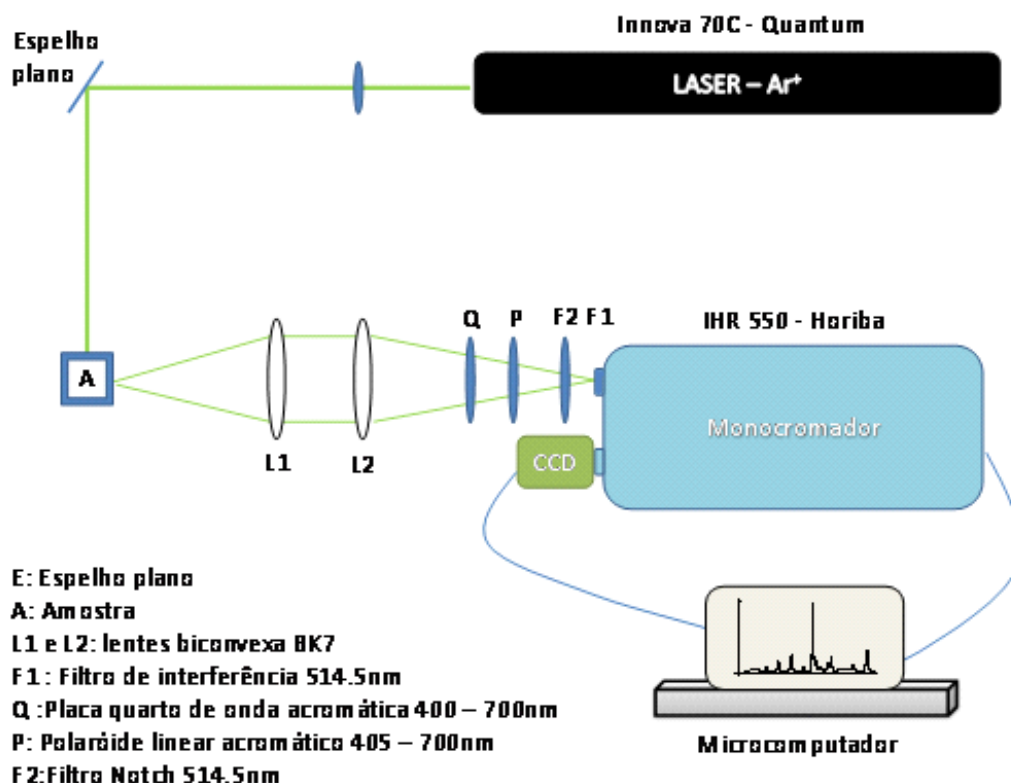 Innova 70C - Quantum
Espelho
plano
LASER – Ar+
Q P F2 F1
IHR 550 - Horiba
A
Monocromador
CCD
L1 L2
E: Espelho plano
A: Amostra
L1 e L2: lentes biconvexa BK7
F1: Filtro de interferência 514.5nm
Q :Placa quarto de onda acromática 400 – 700nm
P: Polaróide linear acromático 405 – 700nm
F2:Filtro Notch 514.5nm
Microcomputador